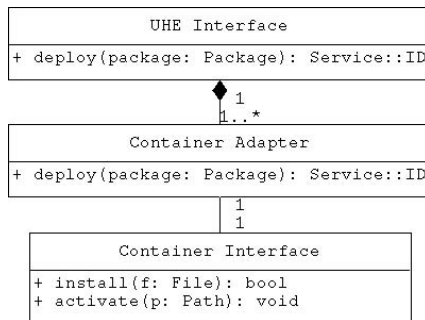 UHE Interface
+ deploy(package: Package): Service::ID
1
1..*
Container Adapter
+ deploy(package: Package): Service::ID
1
1
Container Interface
+ install(f: File): bool
+ activate(p: Path): void